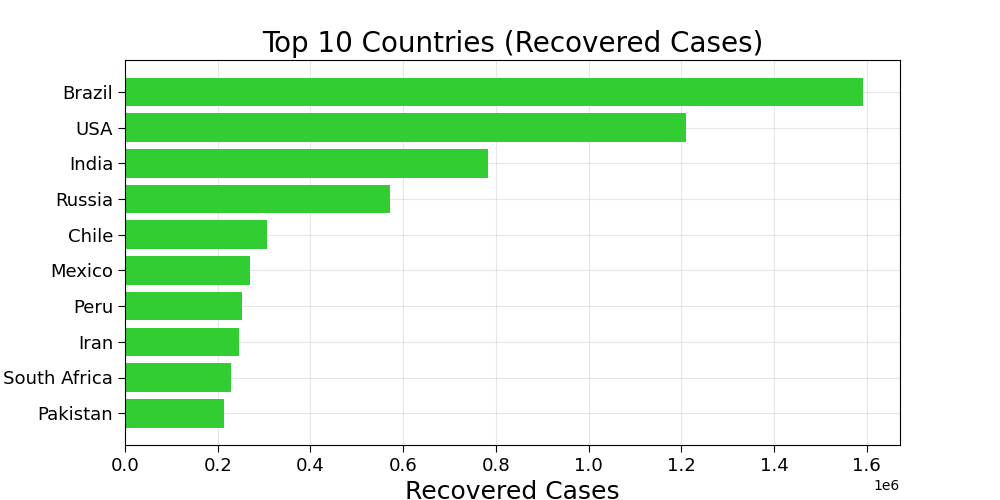 Top 10 Countries (Recovered Cases)
Brazil
USA
India
Russia
Chile
Mexico
Peru
Iran
South Africa
Pakistan
0.0 0.2 0.4 0.6 0.8 1.0 1.2 1.4 1.6
1e6
Recovered Cases